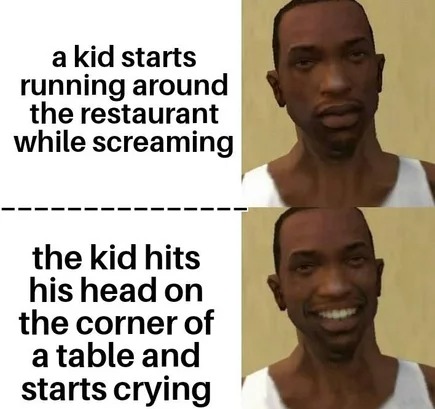 a kid starts
running around
the restaurant
while screaming
the kid hits
his head on
the corner of
a table and
starts crying